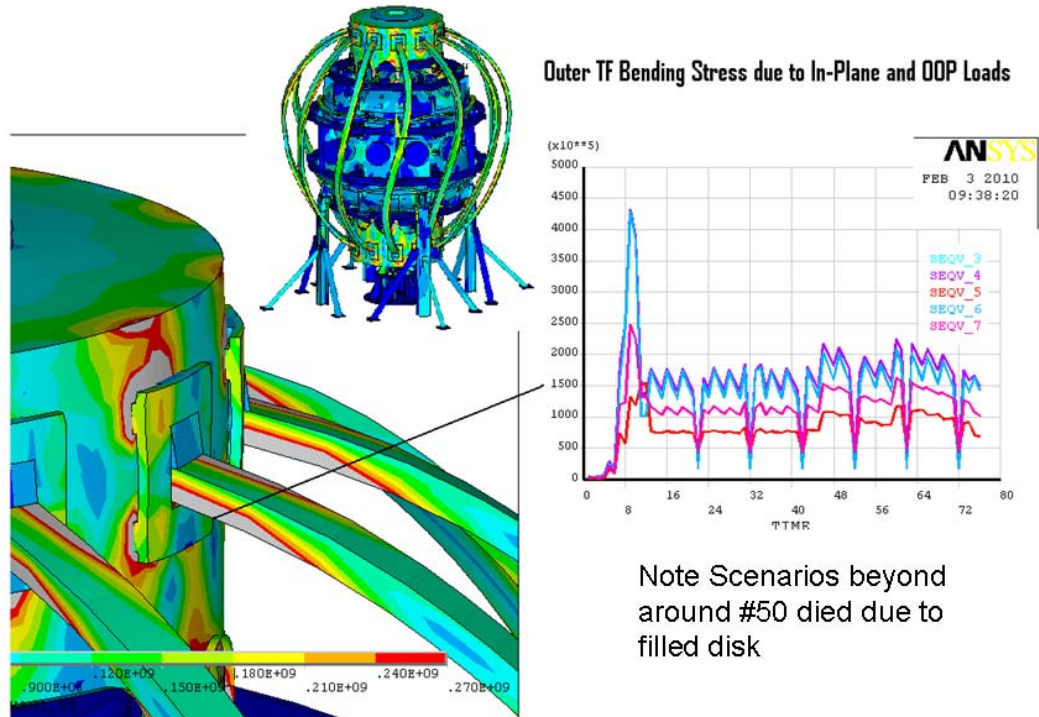 Outer TF Bending Stress due to In-Plane and OOP Loads
(x10**5)
ANSYS
FEB 3 2010
09:38:20
5000
4500
4000
3500
3000
2500
2000
1500
1000
500
0
SEQV_3
SEQV_4
SEQV_5
SEQV_6
SEQV_7
0 16 32 48 64 80
8 24 40 56 72
TIME
Note Scenarios beyond
around #50 died due to
filled disk
.120E+09 .180E+09 .240E+09
.150E+09 .210E+09 .270E+09